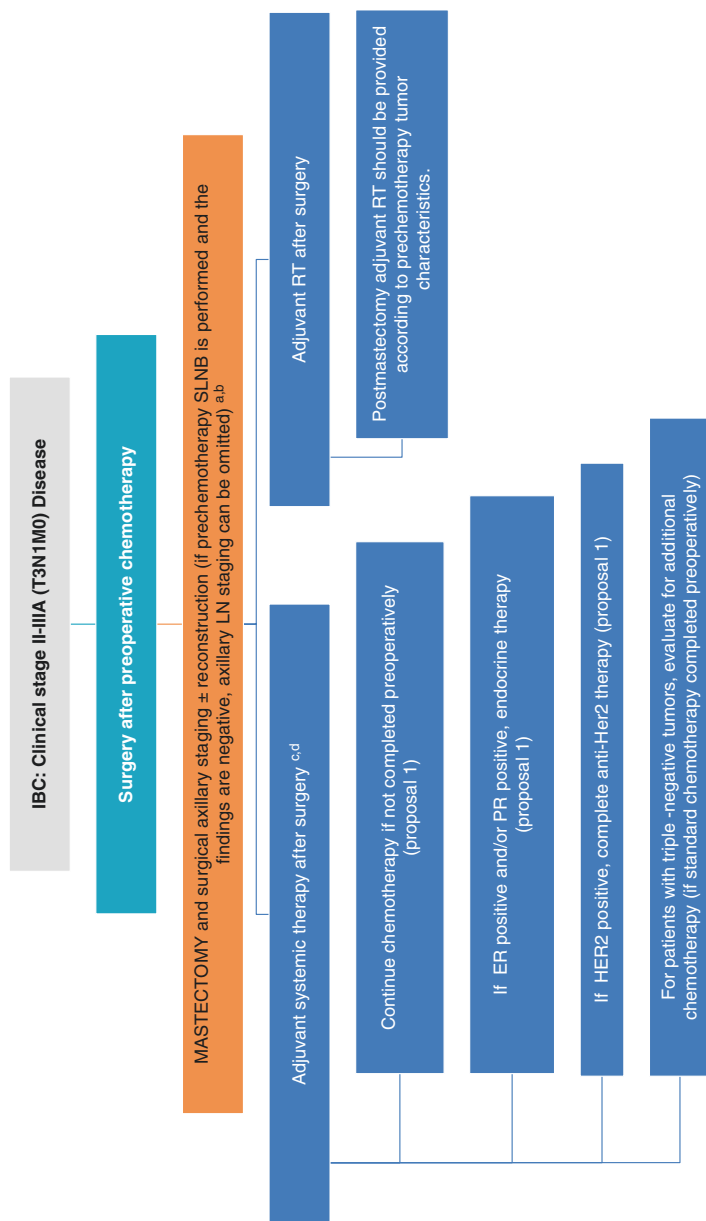 IBC: Clinical stage II-IIIA (T3N1M0) Disease
Surgery after preoperative chemotherapy
MASTECTOMY and surgical axillary staging ± reconstruction (if prechemotherapy SLNB is performed and the
findings are negative, axillary LN staging can be omitted) a,b
Adjuvant systemic therapy after surgery c,d
Continue chemotherapy if not completed preoperatively
(proposal 1)
If ER positive and/or PR positive, endocrine therapy
(proposal 1)
If HER2 positive, complete anti-Her2 therapy (proposal 1)
For patients with triple -negative tumors, evaluate for additional
chemotherapy (if standard chemotherapy completed preoperatively)
Adjuvant RT after surgery
Postmastectomy adjuvant RT should be provided
according to prechemotherapy tumor
characteristics.